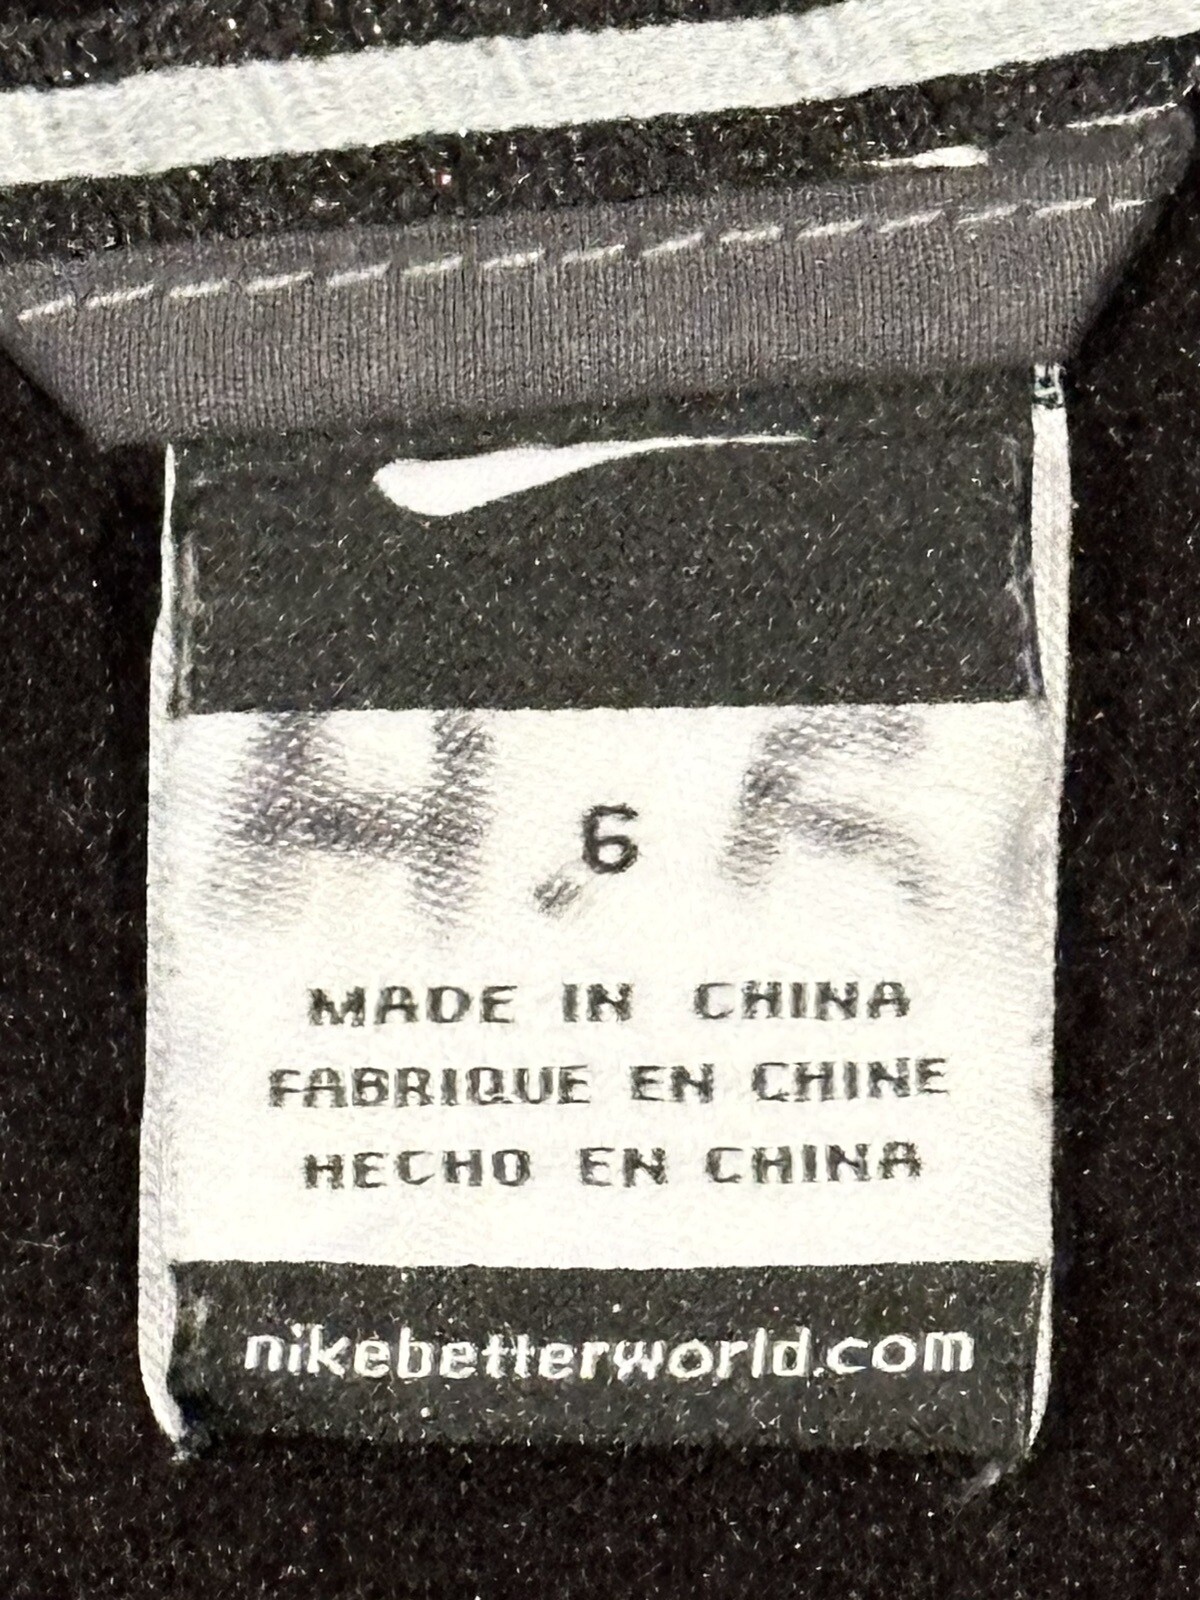 6
MADE IN CHINA
FABRIQUE EN CHINE
HECHO EN CHINA
nikebetterworld.com